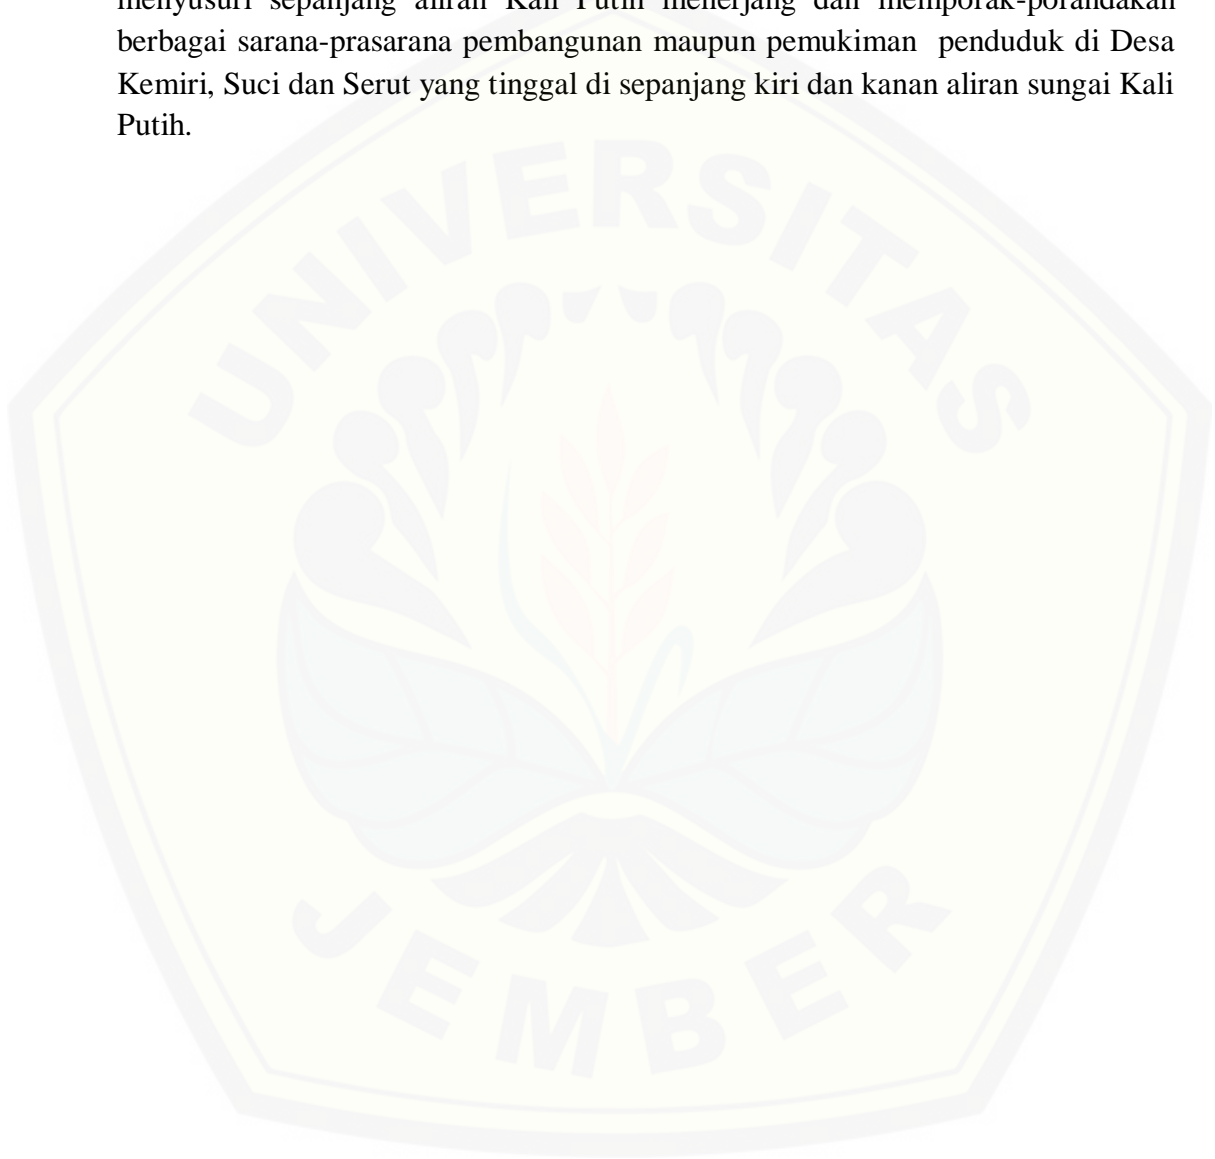 menyusuri sepanjang aliran Kali Putih menerjang dan memporak-porandakan
berbagai sarana-prasarana pembangunan maupun pemukiman penduduk di Desa
Kemiri, Suci dan Serut yang tinggal di sepanjang kiri dan kanan aliran sungai Kali
Putih.
UNIVERSITAS
JEMBER